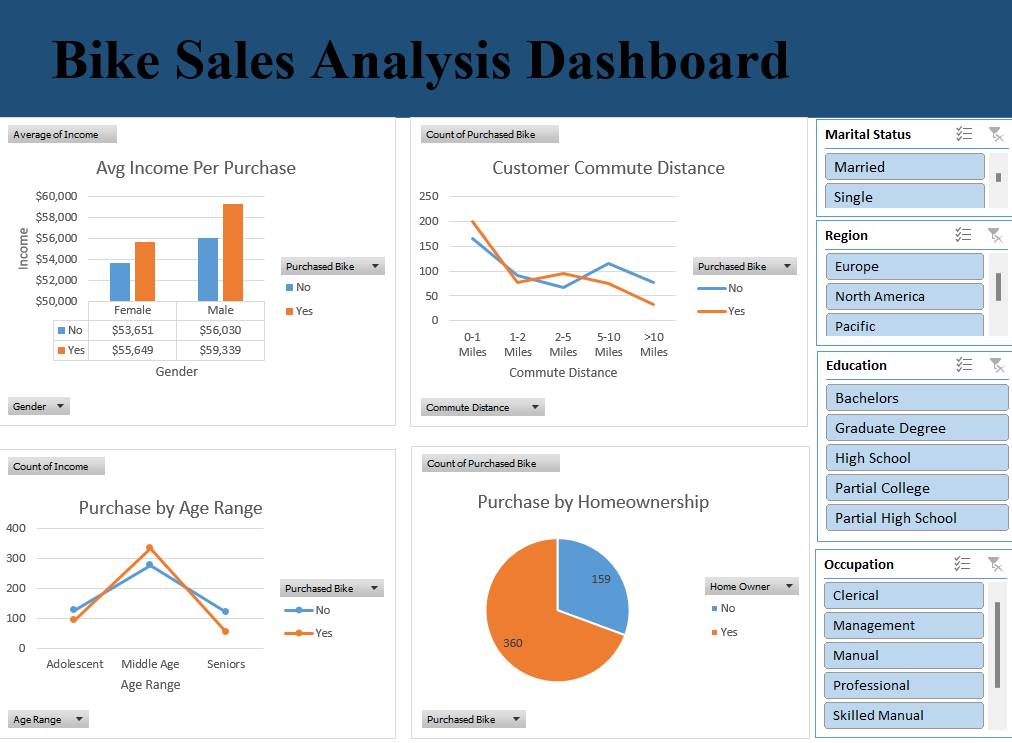 Bike Sales Analysis Dashboard
Average of Income
Avg Income Per Purchase
$60,000
$58,000
$56,000
$54,000
$52,000
$50,000
Income
Female Male
No $53,651 $56,030
Yes $55,649 $59,339
Gender
Purchased Bike
No
Yes
Gender
Count of Purchased Bike
Customer Commute Distance
250
200
150
100
50
0
0-1 1-2 2-5 5-10 >10
Miles Miles Miles Miles Miles
Commute Distance
Purchased Bike
No
Yes
Commute Distance
Count of Income
Purchase by Age Range
400
300
200
100
0
Adolescent Middle Age Seniors
Age Range
Purchased Bike
No
Yes
Age Range
Count of Purchased Bike
Purchase by Homeownership
159
360
Home Owner
No
Yes
Purchased Bike
Marital Status
Married
Single
Region
Europe
North America
Pacific
Education
Bachelors
Graduate Degree
High School
Partial College
Partial High School
Occupation
Clerical
Management
Manual
Professional
Skilled Manual